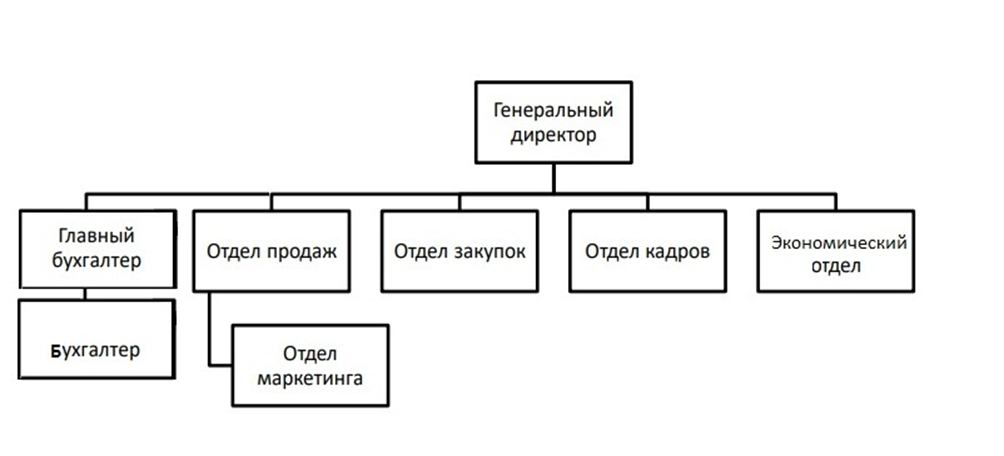 Генеральный
директор
Главный
бухгалтер
Отдел продаж
Отдел закупок
Отдел кадров
Экономический
отдел
Бухгалтер
Отдел
маркетинга